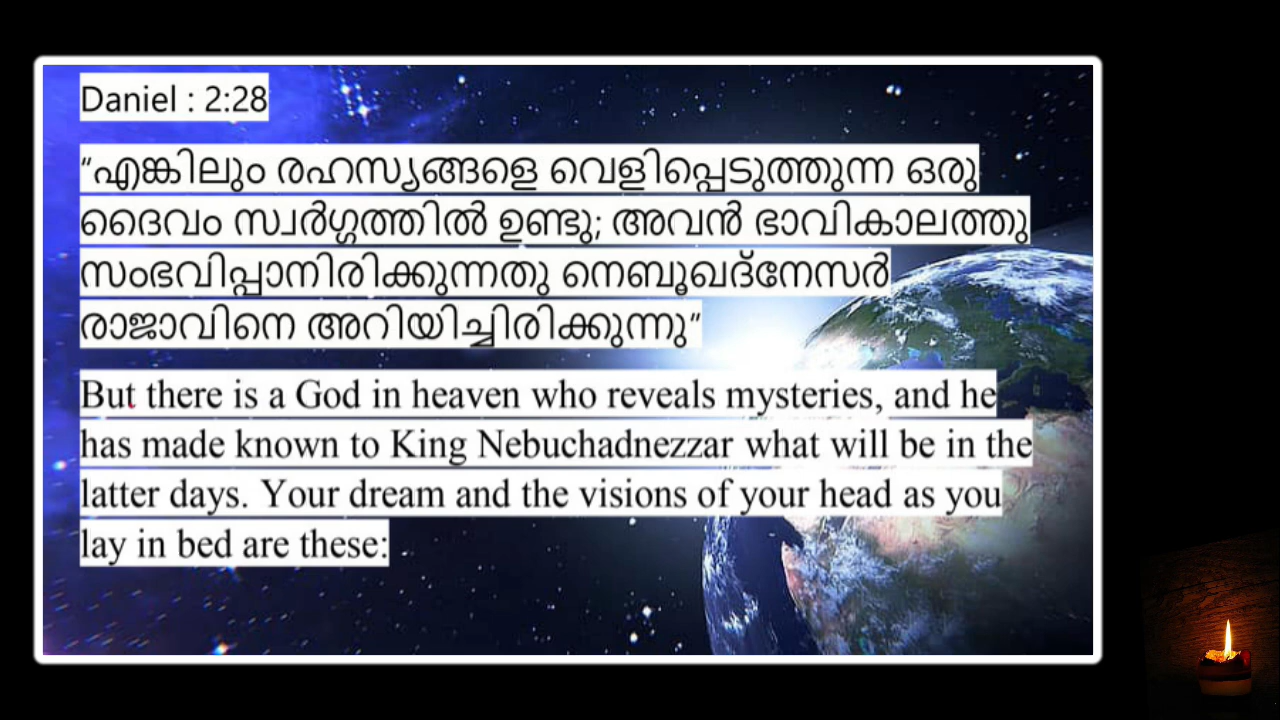 Daniel : 2:28
“എങ്കിലും രഹസ്യങ്ങളെ വെളിപ്പെടുത്തുന്ന ഒരു
ദൈവം സ്വർഗ്ഗത്തിൽ ഉണ്ടു; അവൻ ഭാവികാലത്തു
സംഭവിപ്പാനിരിക്കുന്നതു നെബൂഖദ്നേസർ
രാജാവിനെ അറിയിച്ചിരിക്കുന്നു”
But there is a God in heaven who reveals mysteries, and he
has made known to King Nebuchadnezzar what will be in the
latter days. Your dream and the visions of your head as you
lay in bed are these: